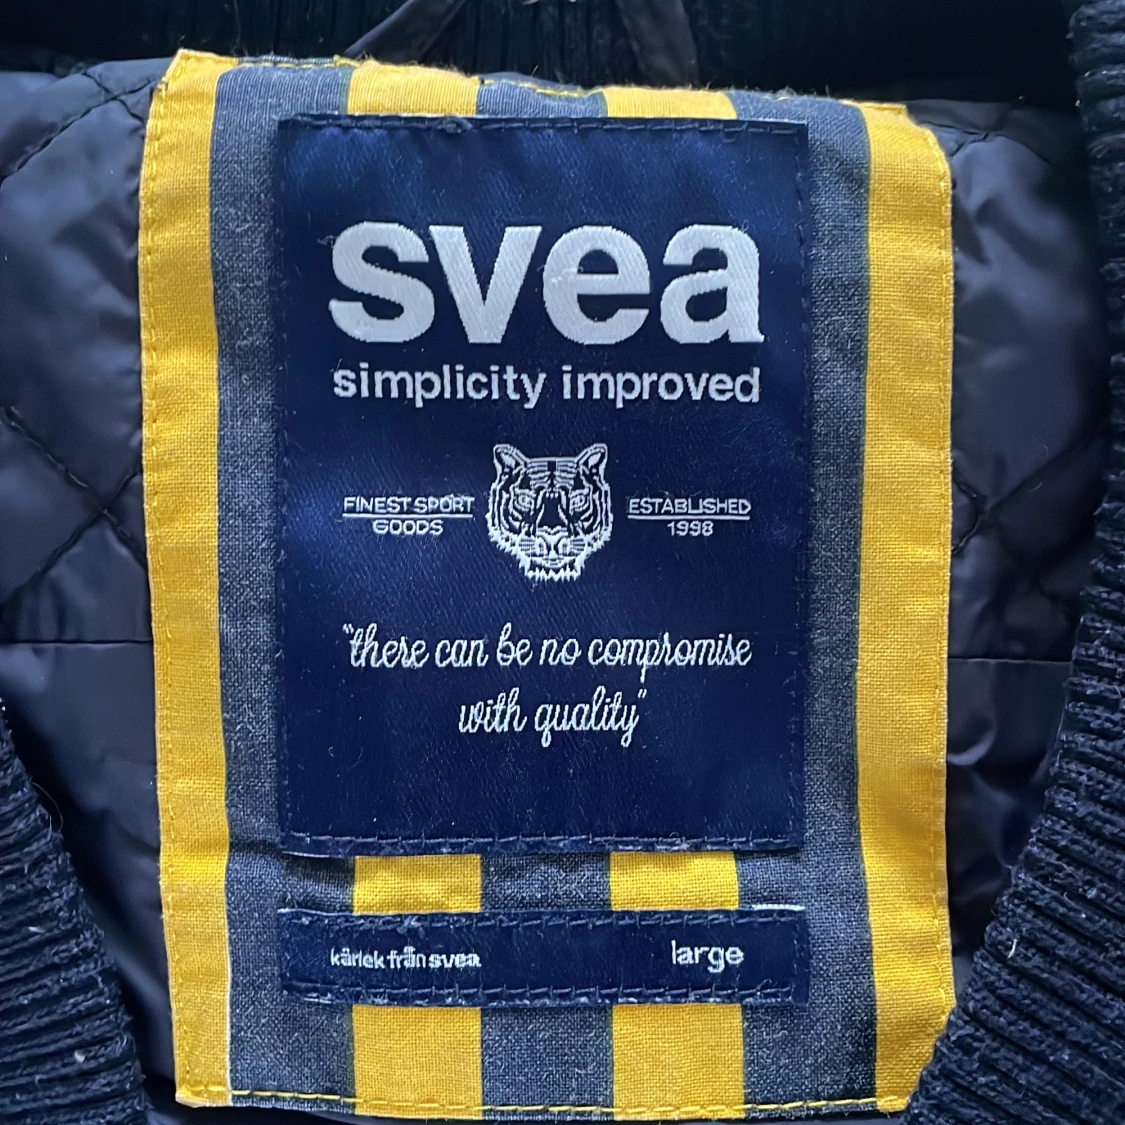 svea
simplicity improved
FINEST SPORT
GOODS
ESTABLISHED
1998
"there can be no compromise
with quality"
kärlek från svea
large